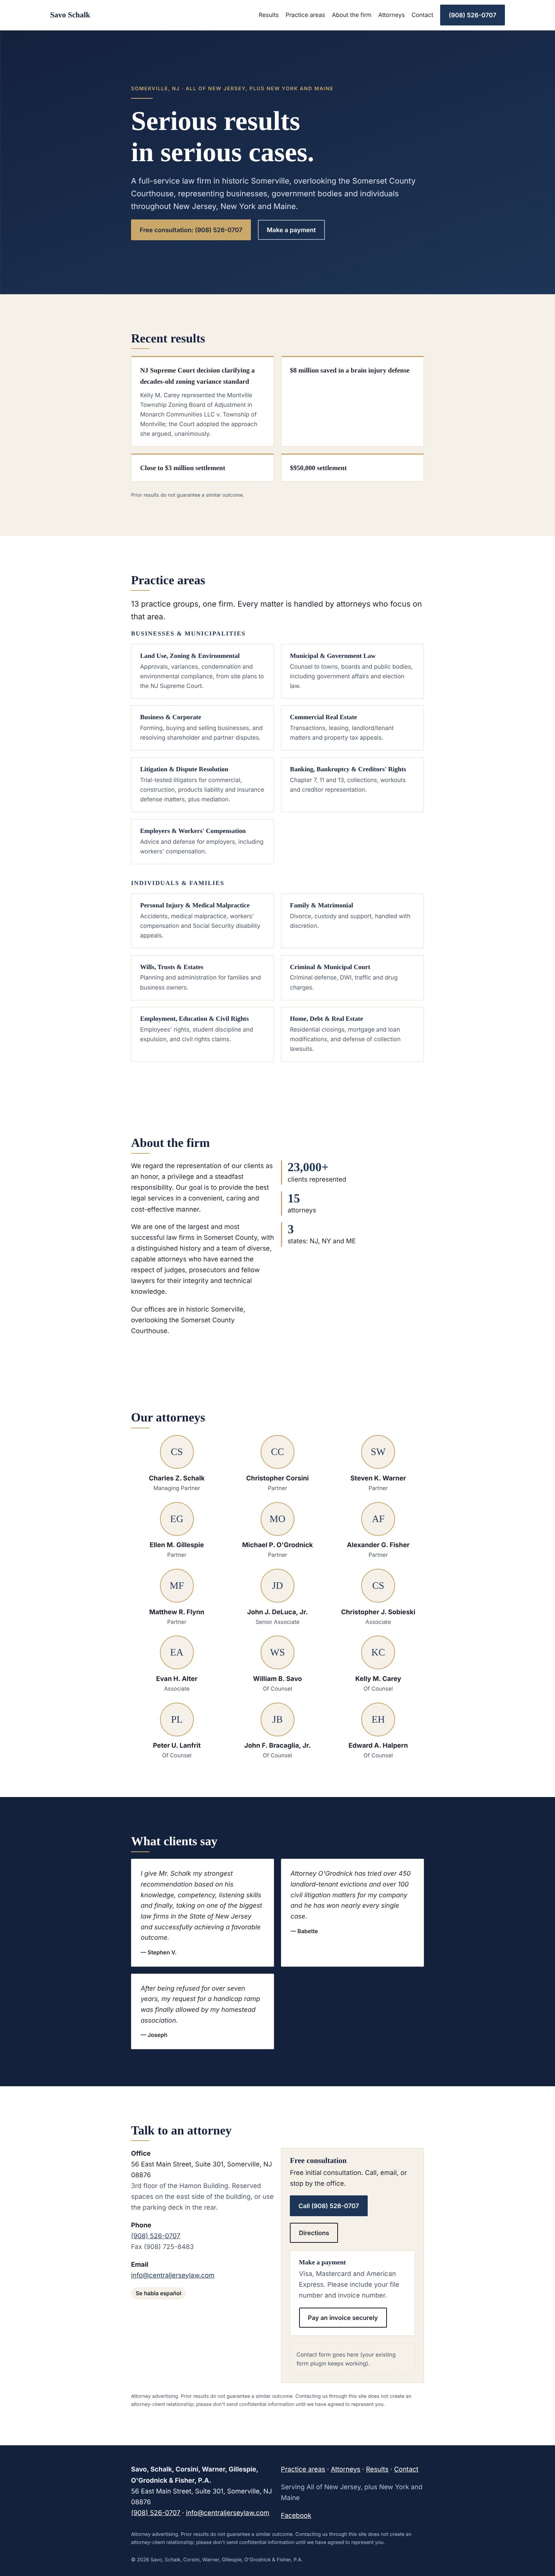 Savo Schalk
Results Practice areas About the firm Attorneys Contact (908) 526-0707
SOMERVILLE, NJ · ALL OF NEW JERSEY, PLUS NEW YORK AND MAINE
Serious results
in serious cases.
A full-service law firm in historic Somerville, overlooking the Somerset County
Courthouse, representing businesses, government bodies and individuals
throughout New Jersey, New York and Maine.
Free consultation: (908) 526-0707 Make a payment
Recent results
NJ Supreme Court decision clarifying a
decades-old zoning variance standard
Kelly M. Carey represented the Montville
Township Zoning Board of Adjustment in
Monarch Communities LLC v. Township of
Montville; the Court adopted the approach
she argued, unanimously.
$8 million saved in a brain injury defense
Close to $3 million settlement
$950,000 settlement
Prior results do not guarantee a similar outcome.
Practice areas
13 practice groups, one firm. Every matter is handled by attorneys who focus on
that area.
BUSINESSES & MUNICIPALITIES
Land Use, Zoning & Environmental
Approvals, variances, condemnation and
environmental compliance, from site plans to
the NJ Supreme Court.
Municipal & Government Law
Counsel to towns, boards and public bodies,
including government affairs and election
law.
Business & Corporate
Forming, buying and selling businesses, and
resolving shareholder and partner disputes.
Commercial Real Estate
Transactions, leasing, landlord/tenant
matters and property tax appeals.
Litigation & Dispute Resolution
Trial-tested litigators for commercial,
construction, products liability and insurance
defense matters, plus mediation.
Banking, Bankruptcy & Creditors' Rights
Chapter 7, 11 and 13, collections, workouts
and creditor representation.
Employers & Workers' Compensation
Advice and defense for employers, including
workers' compensation.
INDIVIDUALS & FAMILIES
Personal Injury & Medical Malpractice
Accidents, medical malpractice, workers'
compensation and Social Security disability
appeals.
Family & Matrimonial
Divorce, custody and support, handled with
discretion.
Wills, Trusts & Estates
Planning and administration for families and
business owners.
Criminal & Municipal Court
Criminal defense, DWI, traffic and drug
charges.
Employment, Education & Civil Rights
Employees' rights, student discipline and
expulsion, and civil rights claims.
Home, Debt & Real Estate
Residential closings, mortgage and loan
modifications, and defense of collection
lawsuits.
About the firm
We regard the representation of our clients as
an honor, a privilege and a steadfast
responsibility. Our goal is to provide the best
legal services in a convenient, caring and
cost-effective manner.
We are one of the largest and most
successful law firms in Somerset County, with
a distinguished history and a team of diverse,
capable attorneys who have earned the
respect of judges, prosecutors and fellow
lawyers for their integrity and technical
knowledge.
Our offices are in historic Somerville,
overlooking the Somerset County
Courthouse.
23,000+
clients represented
15
attorneys
3
states: NJ, NY and ME
Our attorneys
CS
Charles Z. Schalk
Managing Partner
CC
Christopher Corsini
Partner
SW
Steven K. Warner
Partner
EG
Ellen M. Gillespie
Partner
MO
Michael P. O'Grodnick
Partner
AF
Alexander G. Fisher
Partner
MF
Matthew R. Flynn
Partner
JD
John J. DeLuca, Jr.
Senior Associate
CS
Christopher J. Sobieski
Associate
EA
Evan H. Alter
Associate
WS
William B. Savo
Of Counsel
KC
Kelly M. Carey
Of Counsel
PL
Peter U. Lanfrit
Of Counsel
JB
John F. Bracaglia, Jr.
Of Counsel
EH
Edward A. Halpern
Of Counsel
What clients say
I give Mr. Schalk my strongest
recommendation based on his
knowledge, competency, listening skills
and finally, taking on one of the biggest
law firms in the State of New Jersey
and successfully achieving a favorable
outcome.
— Stephen V.
Attorney O'Grodnick has tried over 450
landlord-tenant evictions and over 100
civil litigation matters for my company
and he has won nearly every single
case.
— Babette
After being refused for over seven
years, my request for a handicap ramp
was finally allowed by my homestead
association.
— Joseph
Talk to an attorney
Office
56 East Main Street, Suite 301, Somerville, NJ
08876
3rd floor of the Hamon Building. Reserved
spaces on the east side of the building, or use
the parking deck in the rear.
Phone
(908) 526-0707
Fax (908) 725-8483
Email
info@centraljerseylaw.com
Se habla español
Free consultation
Free initial consultation. Call, email, or
stop by the office.
Call (908) 526-0707
Directions
Make a payment
Visa, Mastercard and American
Express. Please include your file
number and invoice number.
Pay an invoice securely
Contact form goes here (your existing
form plugin keeps working).
Attorney advertising. Prior results do not guarantee a similar outcome. Contacting us through this site does not create an
attorney-client relationship; please don't send confidential information until we have agreed to represent you.
Savo, Schalk, Corsini, Warner, Gillespie,
O'Grodnick & Fisher, P.A.
56 East Main Street, Suite 301, Somerville, NJ
08876
(908) 526-0707 · info@centraljerseylaw.com
Practice areas · Attorneys · Results · Contact
Serving All of New Jersey, plus New York and
Maine
Facebook
Attorney advertising. Prior results do not guarantee a similar outcome. Contacting us through this site does not create an
attorney-client relationship; please don't send confidential information until we have agreed to represent you.
© 2026 Savo, Schalk, Corsini, Warner, Gillespie, O'Grodnick & Fisher, P.A.